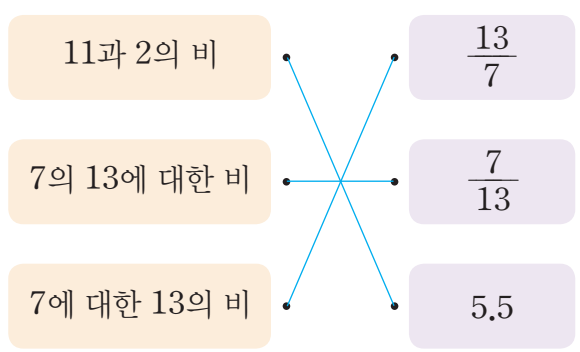 11과 2의 비
13/7
7의 13에 대한 비
7/13
7에 대한 13의 비
5.5